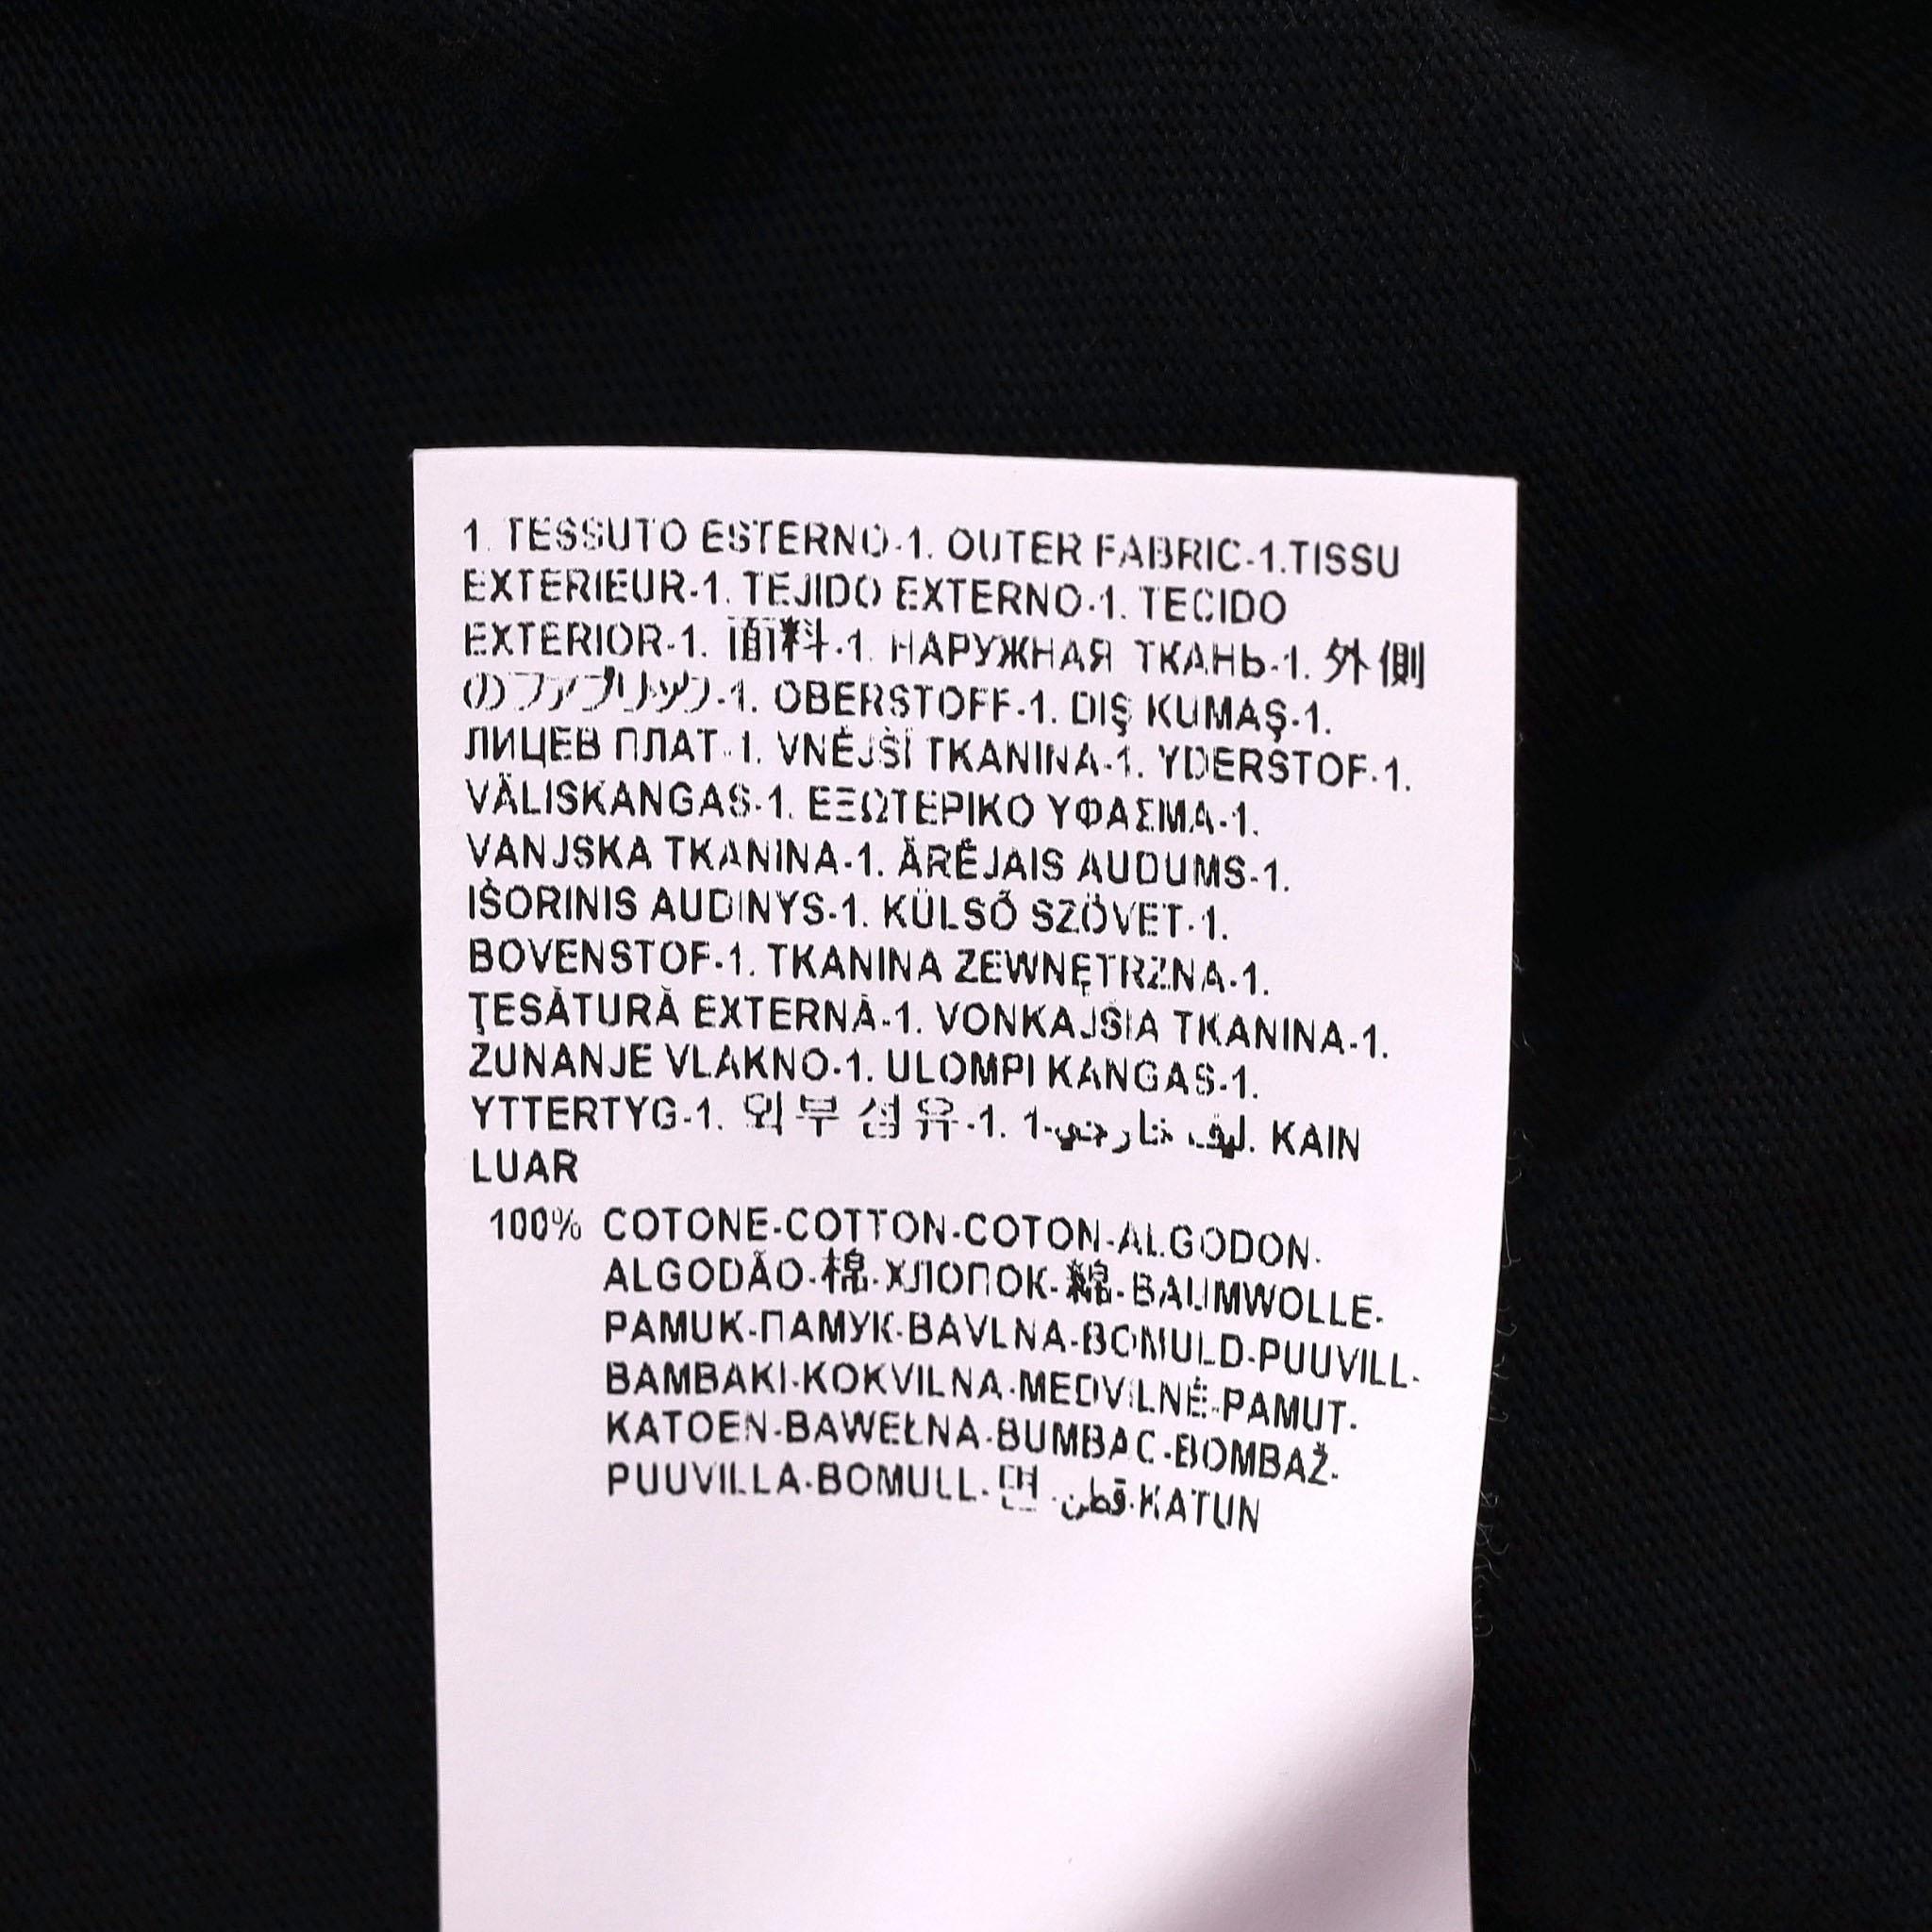 1. TESSUTO ESTERNO-1. OUTER FABRIC-1.TISSU
EXTERIEUR-1. TEJIDO EXTERNO-1. TECIDO
EXTERIOR-1. 面料-1. НАРУЖНАЯ ТКАНЬ-1. 外側
のファブリック-1. OBERSTOFF-1. DIŞ KUMAŞ-1.
ЛИЦЕВ ПЛАТ-1. VNĚJŠÍ TKANINA-1. YDERSTOF-1.
VÄLISKANGAS-1. ΕΞΩΤΕΡΙΚΟ ΥΦΑΣΜΑ-1.
VANJSKA TKANINA-1. ĀRĒJAIS AUDUMS-1.
IŠORINIS AUDINYS-1. KÜLSŐ SZÖVET-1.
BOVENSTOF-1. TKANINA ZEWNĘTRZNA-1.
ŢESĂTURĂ EXTERNĂ-1. VONKAJŠIA TKANINA-1.
ZUNANJE VLAKNO-1. ULOMPI KANGAS-1.
YTTERTYG-1. 외부 섬유-1. ليف خارجي-1. KAIN
LUAR
100% COTONE-COTTON-COTON-ALGODON-
ALGODÃO-棉-ХЛОПОК-綿-BAUMWOLLE-
PAMUK-ПАМУК-BAVLNA-BOMULD-PUUVILL-
BAMBAKI-KOKVILNA-MEDVILNĖ-PAMUT-
KATOEN-BAWEŁNA-BUMBAC-BOMBAŽ-
PUUVILLA-BOMULL-면-قطن-KATUN